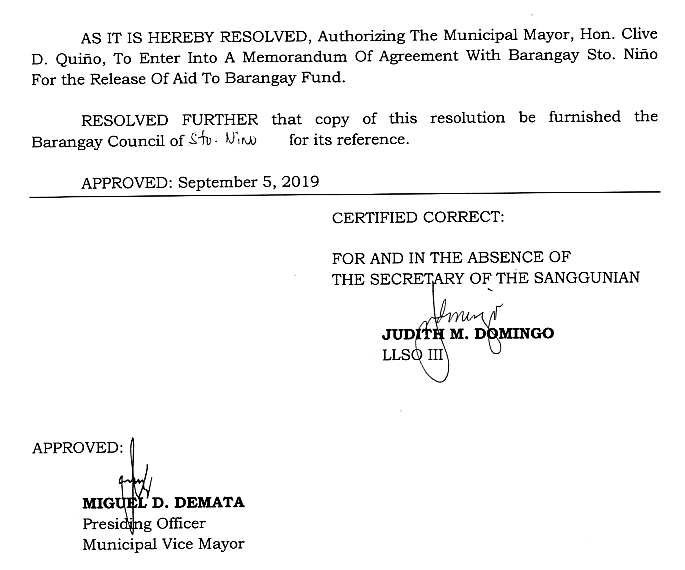 AS IT IS HEREBY RESOLVED, Authorizing The Municipal Mayor, Hon. Clive
D. Quiño, To Enter Into A Memorandum Of Agreement With Barangay Sto. Niño
For the Release Of Aid To Barangay Fund.
RESOLVED FURTHER that copy of this resolution be furnished the
Barangay Council of Sto. Nino for its reference.
APPROVED: September 5, 2019
CERTIFIED CORRECT:
FOR AND IN THE ABSENCE OF
THE SECRETARY OF THE SANGGUNIAN
JUDITH M. DOMINGO
LLSO III
APPROVED:
MIGUEL D. DEMATA
Presiding Officer
Municipal Vice Mayor